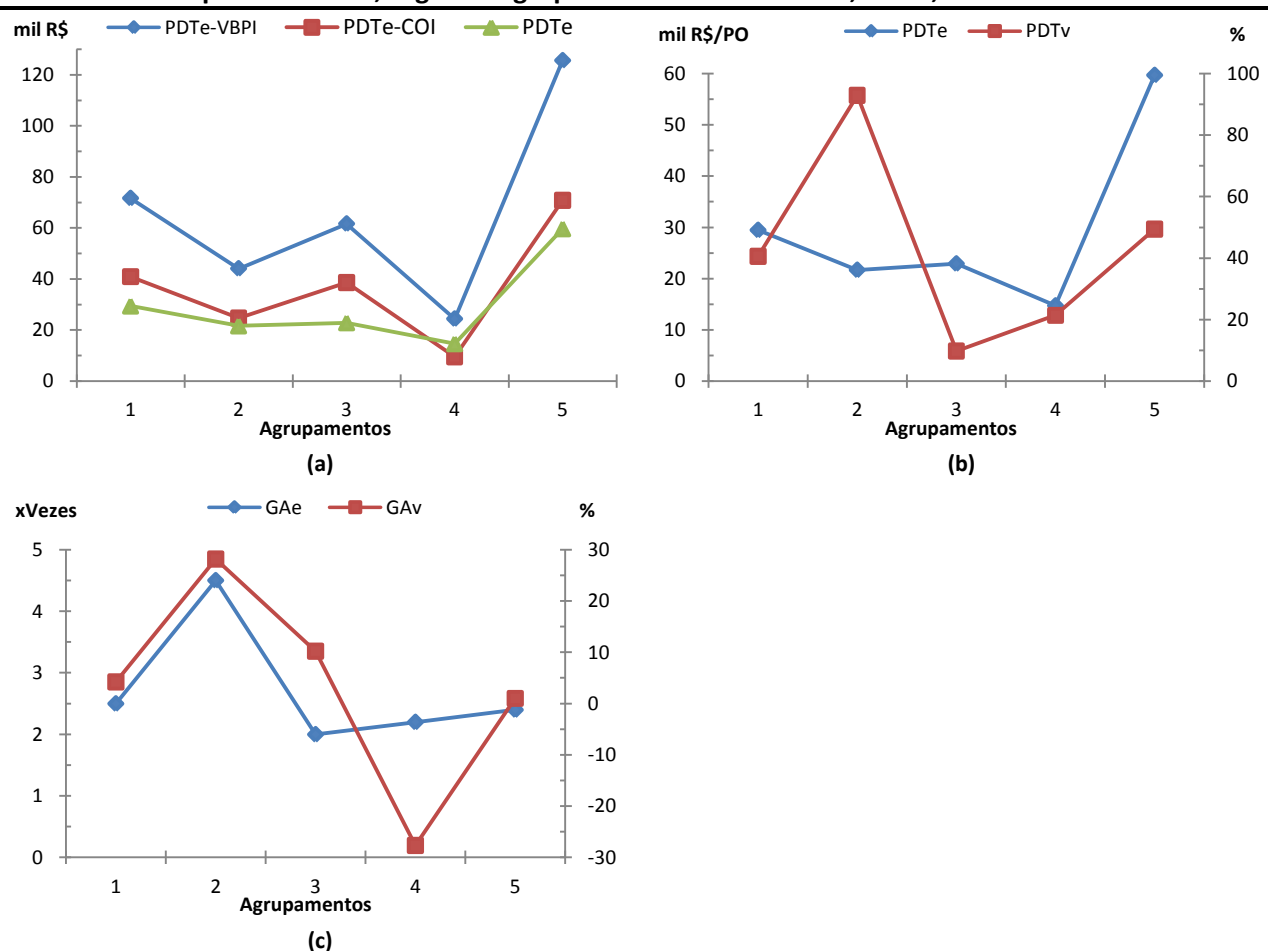 mil R$ PDTe-VBPI PDTe-COI PDTe
120
100
80
60
40
20
0
1 2 3 4 5
Agrupamentos
(a)
mil R$/PO PDTe PDTv %
60 100
50 80
40 60
30
20 40
10 20
0 0
1 2 3 4 5
Agrupamentos
(b)
xVezes GAe GAv %
5 30
4 20
3 10
0
2 -10
1 -20
0 -30
1 2 3 4 5
Agrupamentos
(c)